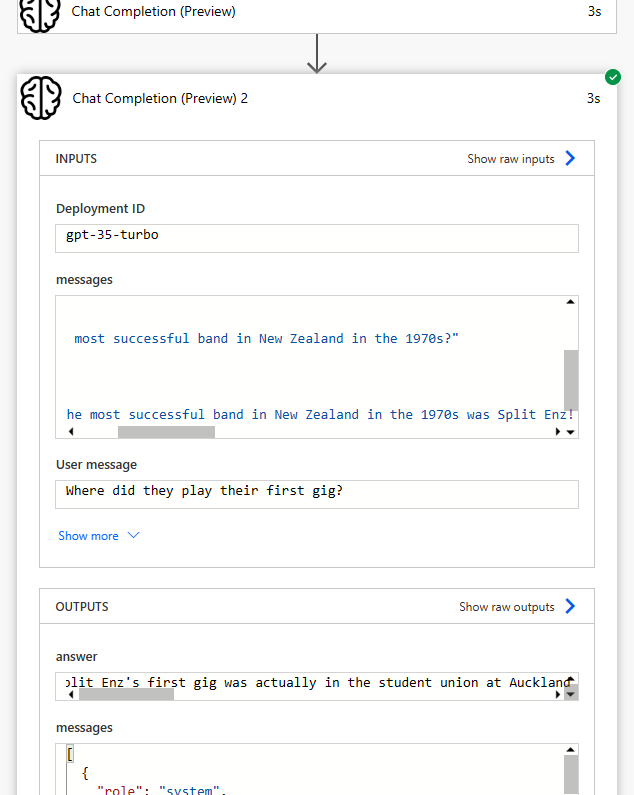 Chat Completion (Preview)
3s
Chat Completion (Preview) 2
3s
INPUTS
Show raw inputs
Deployment ID
gpt-35-turbo
messages
most successful band in New Zealand in the 1970s?"
he most successful band in New Zealand in the 1970s was Split Enz!
User message
Where did they play their first gig?
Show more
OUTPUTS
Show raw outputs
answer
plit Enz's first gig was actually in the student union at Auckland
messages
[
{
"role": "system",